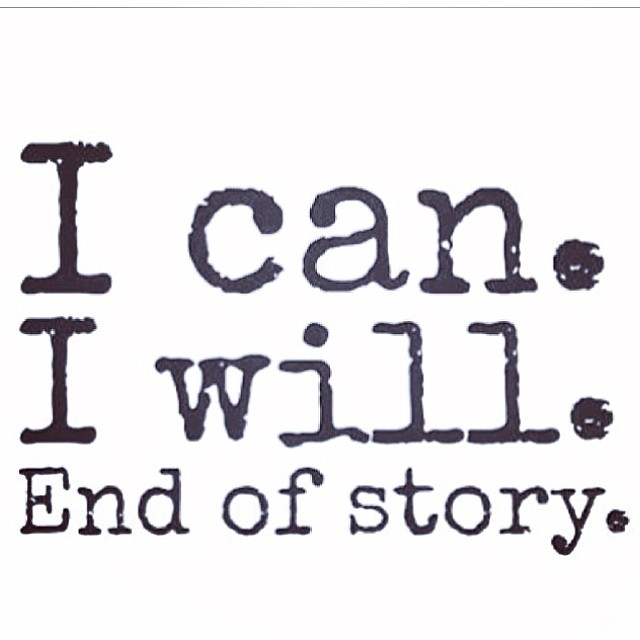 I can.
I will.
End of story.